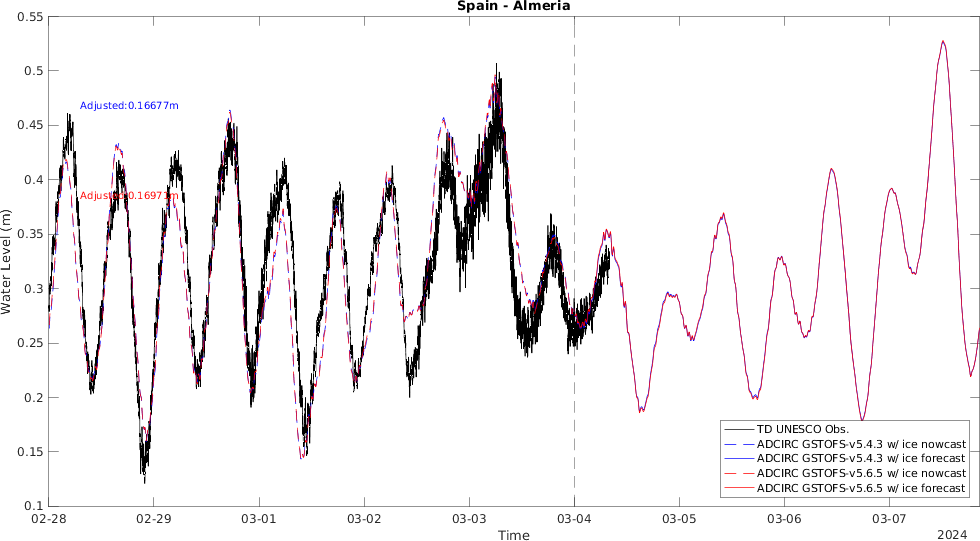 Spain - Almeria
0.55
0.5
0.45
0.4
0.35
0.3
0.25
0.2
0.15
0.1
Water Level (m)
Adjusted:0.16677m
Adjusted:0.16971m
TD UNESCO Obs.
ADCIRC GSTOFS-v5.4.3 w/ ice nowcast
ADCIRC GSTOFS-v5.4.3 w/ ice forecast
ADCIRC GSTOFS-v5.6.5 w/ ice nowcast
ADCIRC GSTOFS-v5.6.5 w/ ice forecast
02-28 02-29 03-01 03-02 03-03 03-04 03-05 03-06 03-07
Time
2024